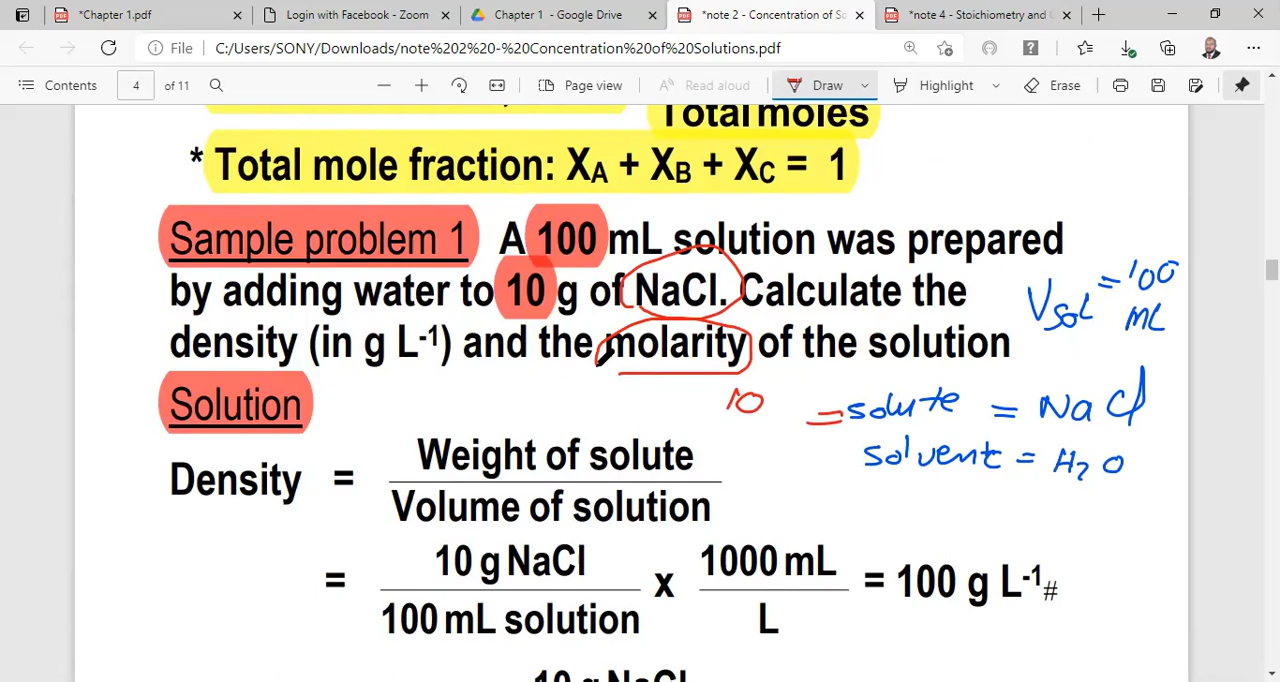 *Chapter 1.pdf
Login with Facebook - Zoom
Chapter 1 - Google Drive
*note 2 - Concentration of So
*note 4 - Stoichiometry and
File
C:/Users/SONY/Downloads/note%202%20-%20Concentration%20of%20Solutions.pdf
Contents
4 of 11
Page view
Read aloud
Draw
Highlight
Erase
Total moles
* Total mole fraction: XA + XB + XC = 1
Sample problem 1 A 100 mL solution was prepared
by adding water to 10 g of NaCl. Calculate the
density (in g L-1) and the molarity of the solution
Vsol = 100 mL
Solution
10 = solute = NaCl
solvent = H2O
Density = Weight of solute
Volume of solution
= 10 g NaCl x 1000 mL = 100 g L-1#
100 mL solution L
10 g NaCl